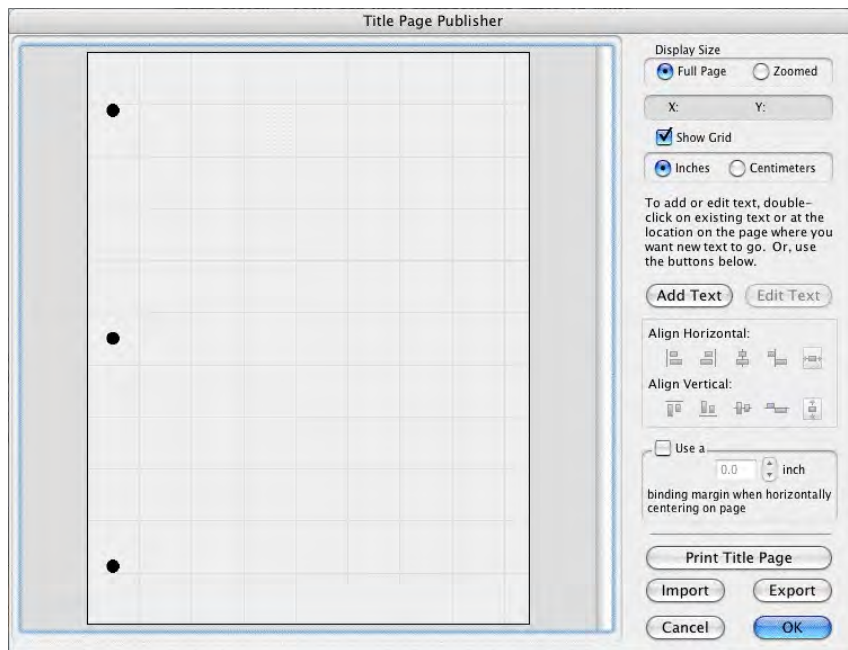 Title Page Publisher
Display Size
Full Page Zoomed
X: Y:
Show Grid
Inches Centimeters
To add or edit text, double-
click on existing text or at the
location on the page where you
want new text to go. Or, use
the buttons below.
Add Text Edit Text
Align Horizontal:
Align Vertical:
Use a
0.0 inch
binding margin when horizontally
centering on page
Print Title Page
Import Export
Cancel OK